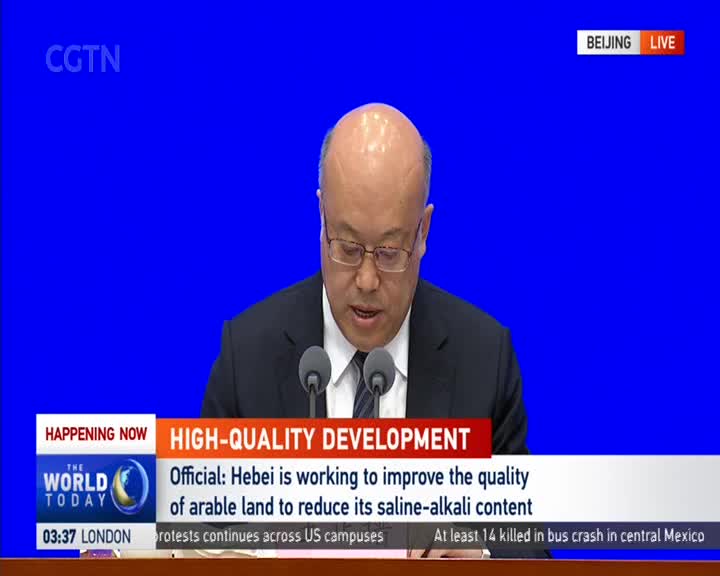 CGTN
BEIJING LIVE
HAPPENING NOW
HIGH-QUALITY DEVELOPMENT
THE WORLD TODAY
Official: Hebei is working to improve the quality
of arable land to reduce its saline-alkali content
03:37 LONDON
protests continues across US campuses At least 14 killed in bus crash in central Mexico